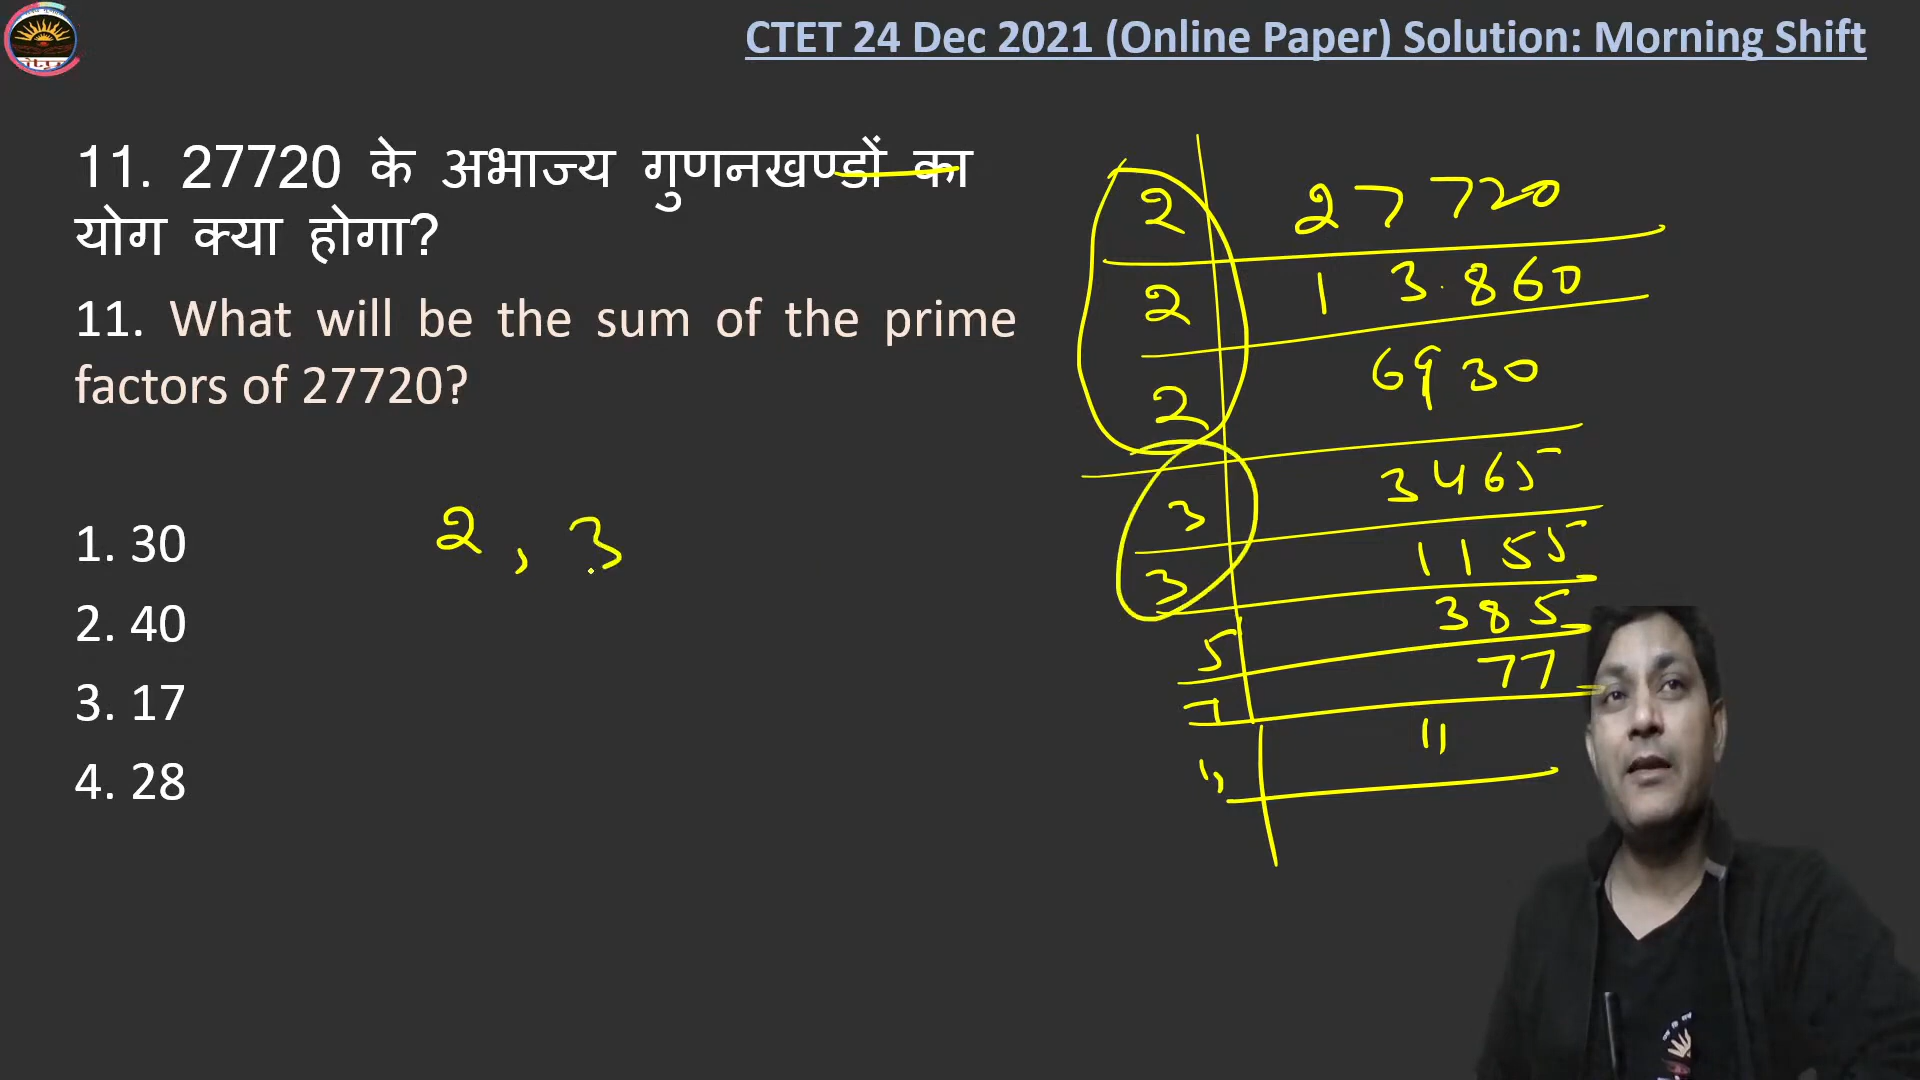 CTET 24 Dec 2021 (Online Paper) Solution: Morning Shift
11. 27720 के अभाज्य गुणनखण्डों का
योग क्या होगा?
11. What will be the sum of the prime
factors of 27720?
1. 30
2. 40
3. 17
4. 28
2, 3
2 27720
2 13860
2 6930
3 3465
3 1155
5 385
7 77
11 11